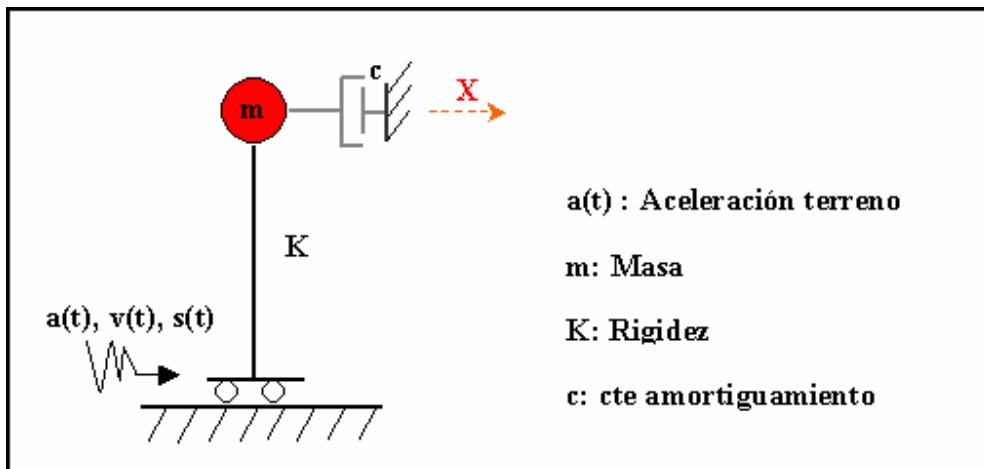 c
m
X
K
a(t), v(t), s(t)
a(t) : Aceleración terreno
m: Masa
K: Rigidez
c: cte amortiguamiento